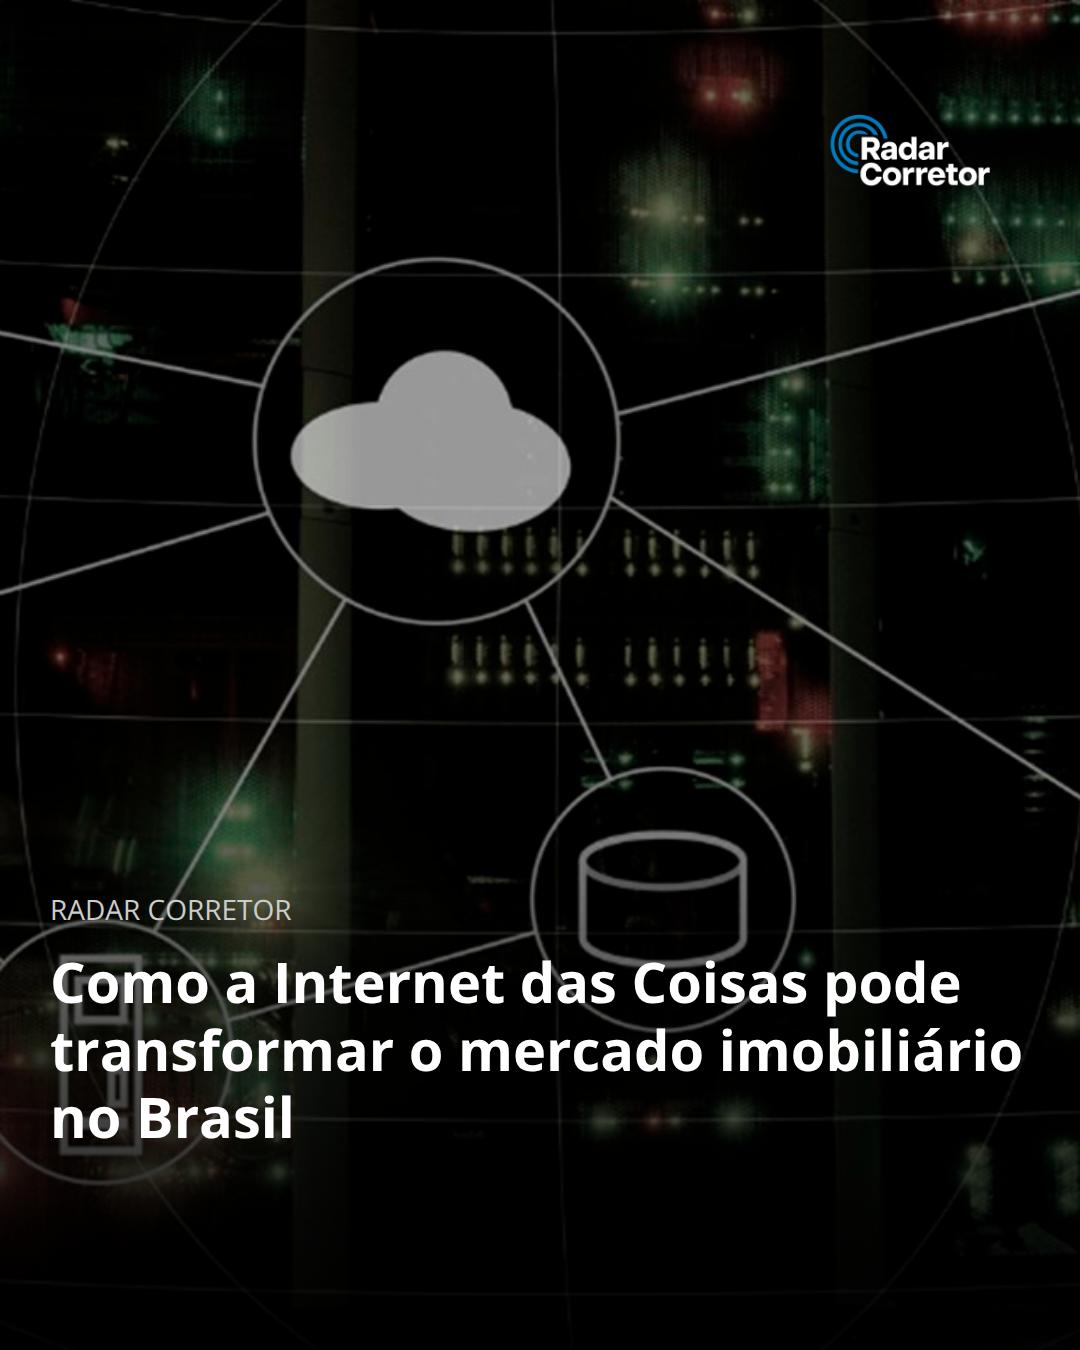 Radar
Corretor
RADAR CORRETOR
Como a Internet das Coisas pode
transformar o mercado imobiliário
no Brasil